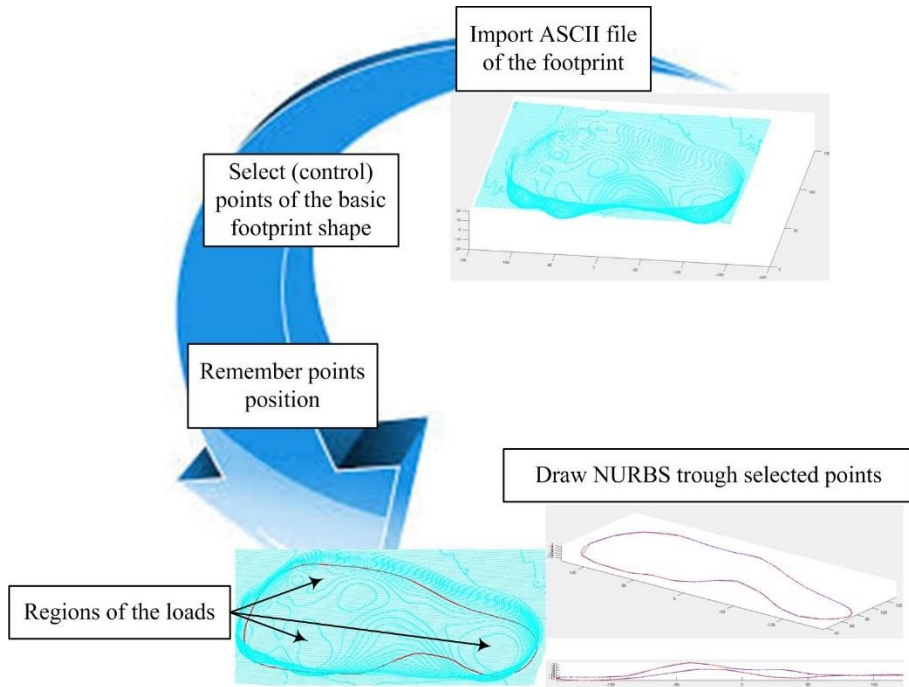 Import ASCII file
of the footprint
Select (control)
points of the basic
footprint shape
Remember points
position
Draw NURBS trough selected points
Regions of the loads